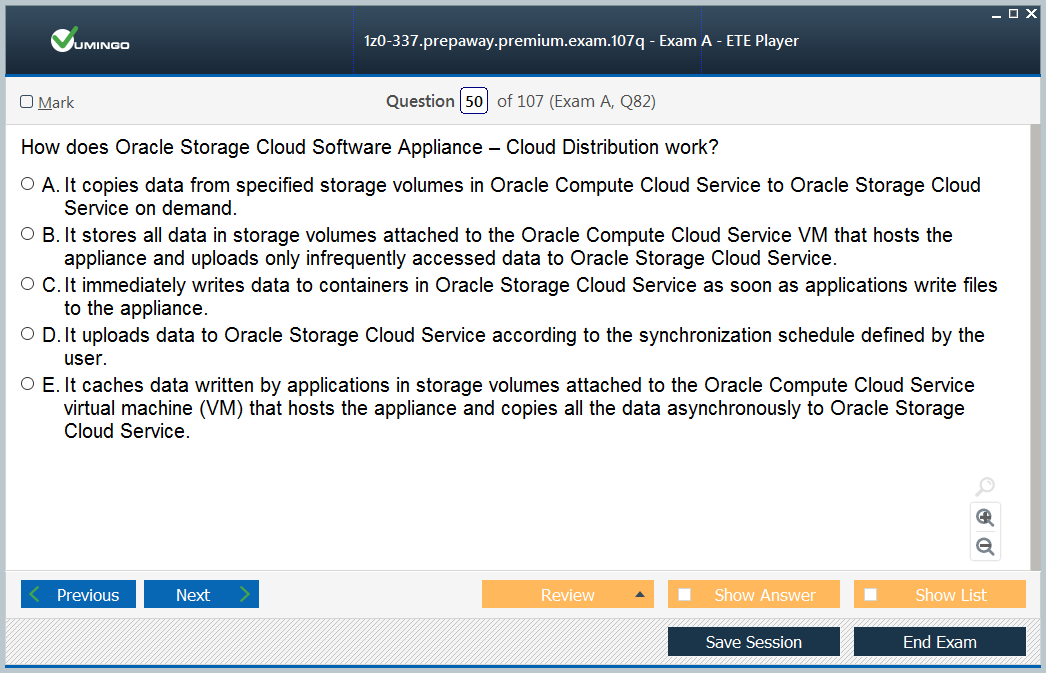 VUMINGO
1z0-337.prepaway.premium.exam.107q - Exam A - ETE Player
Mark
Question 50 of 107 (Exam A, Q82)
How does Oracle Storage Cloud Software Appliance – Cloud Distribution work?
A. It copies data from specified storage volumes in Oracle Compute Cloud Service to Oracle Storage Cloud
Service on demand.
B. It stores all data in storage volumes attached to the Oracle Compute Cloud Service VM that hosts the
appliance and uploads only infrequently accessed data to Oracle Storage Cloud Service.
C. It immediately writes data to containers in Oracle Storage Cloud Service as soon as applications write files
to the appliance.
D. It uploads data to Oracle Storage Cloud Service according to the synchronization schedule defined by the
user.
E. It caches data written by applications in storage volumes attached to the Oracle Compute Cloud Service
virtual machine (VM) that hosts the appliance and copies all the data asynchronously to Oracle Storage
Cloud Service.
Previous
Next
Review
Show Answer
Show List
Save Session
End Exam